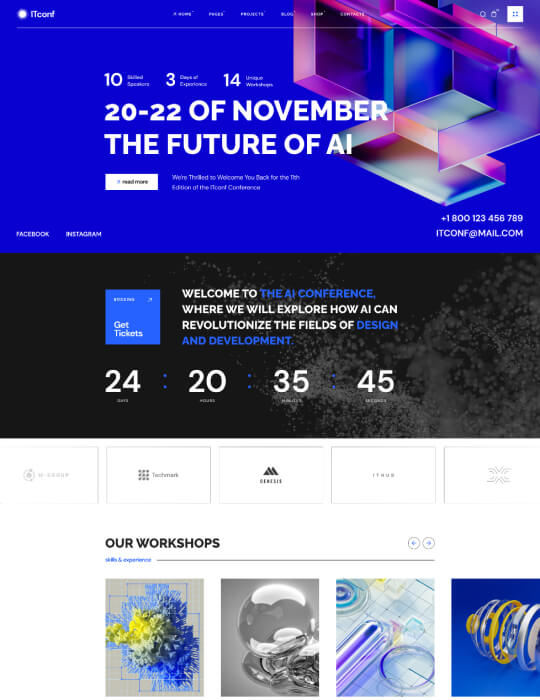 ITconf
HOME PAGES PROJECTS BLOG SHOP CONTACTS
10 Skilled Speakers
3 Days of Experience
14 Unique Workshops
20-22 OF NOVEMBER
THE FUTURE OF AI
read more
We're Thrilled to Welcome You Back for the 11th
Edition of the ITconf Conference
+1 800 123 456 789
ITCONF@MAIL.COM
FACEBOOK INSTAGRAM
BOOKING
Get
Tickets
WELCOME TO THE AI CONFERENCE,
WHERE WE WILL EXPLORE HOW AI CAN
REVOLUTIONIZE THE FIELDS OF DESIGN
AND DEVELOPMENT.
24 : 20 : 35 : 45
DAYS HOURS MINUTES SECONDS
Techmark
GENESIS
ITHUB
OUR WORKSHOPS
skills & experience